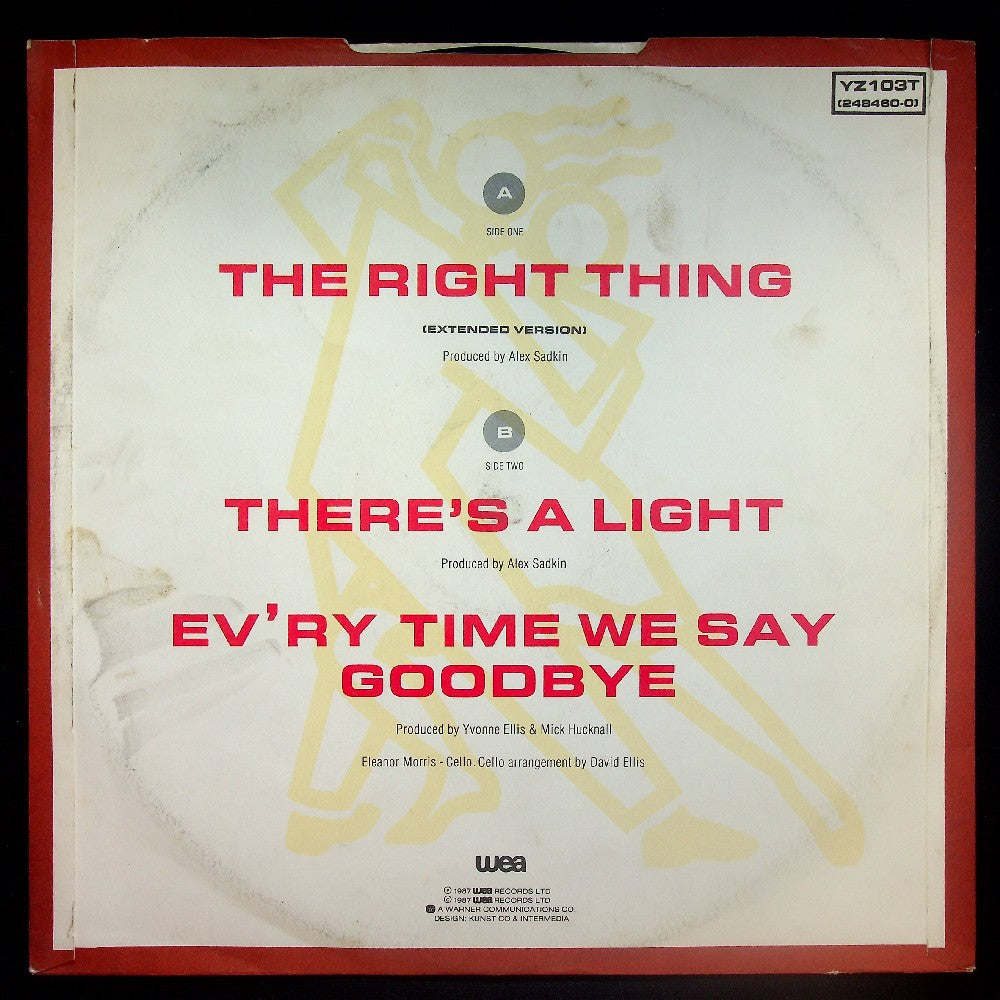 YZ103T
(248460-0)
A
SIDE ONE
THE RIGHT THING
(EXTENDED VERSION)
Produced by Alex Sadkin
B
SIDE TWO
THERE'S A LIGHT
Produced by Alex Sadkin
EV'RY TIME WE SAY
GOODBYE
Produced by Yvonne Ellis & Mick Hucknall
Eleanor Morris - Cello. Cello arrangement by David Ellis
wea
℗ 1987 wea RECORDS LTD
© 1987 wea RECORDS LTD
A WARNER COMMUNICATIONS CO.
DESIGN: KUNST CO & INTERMEDIA